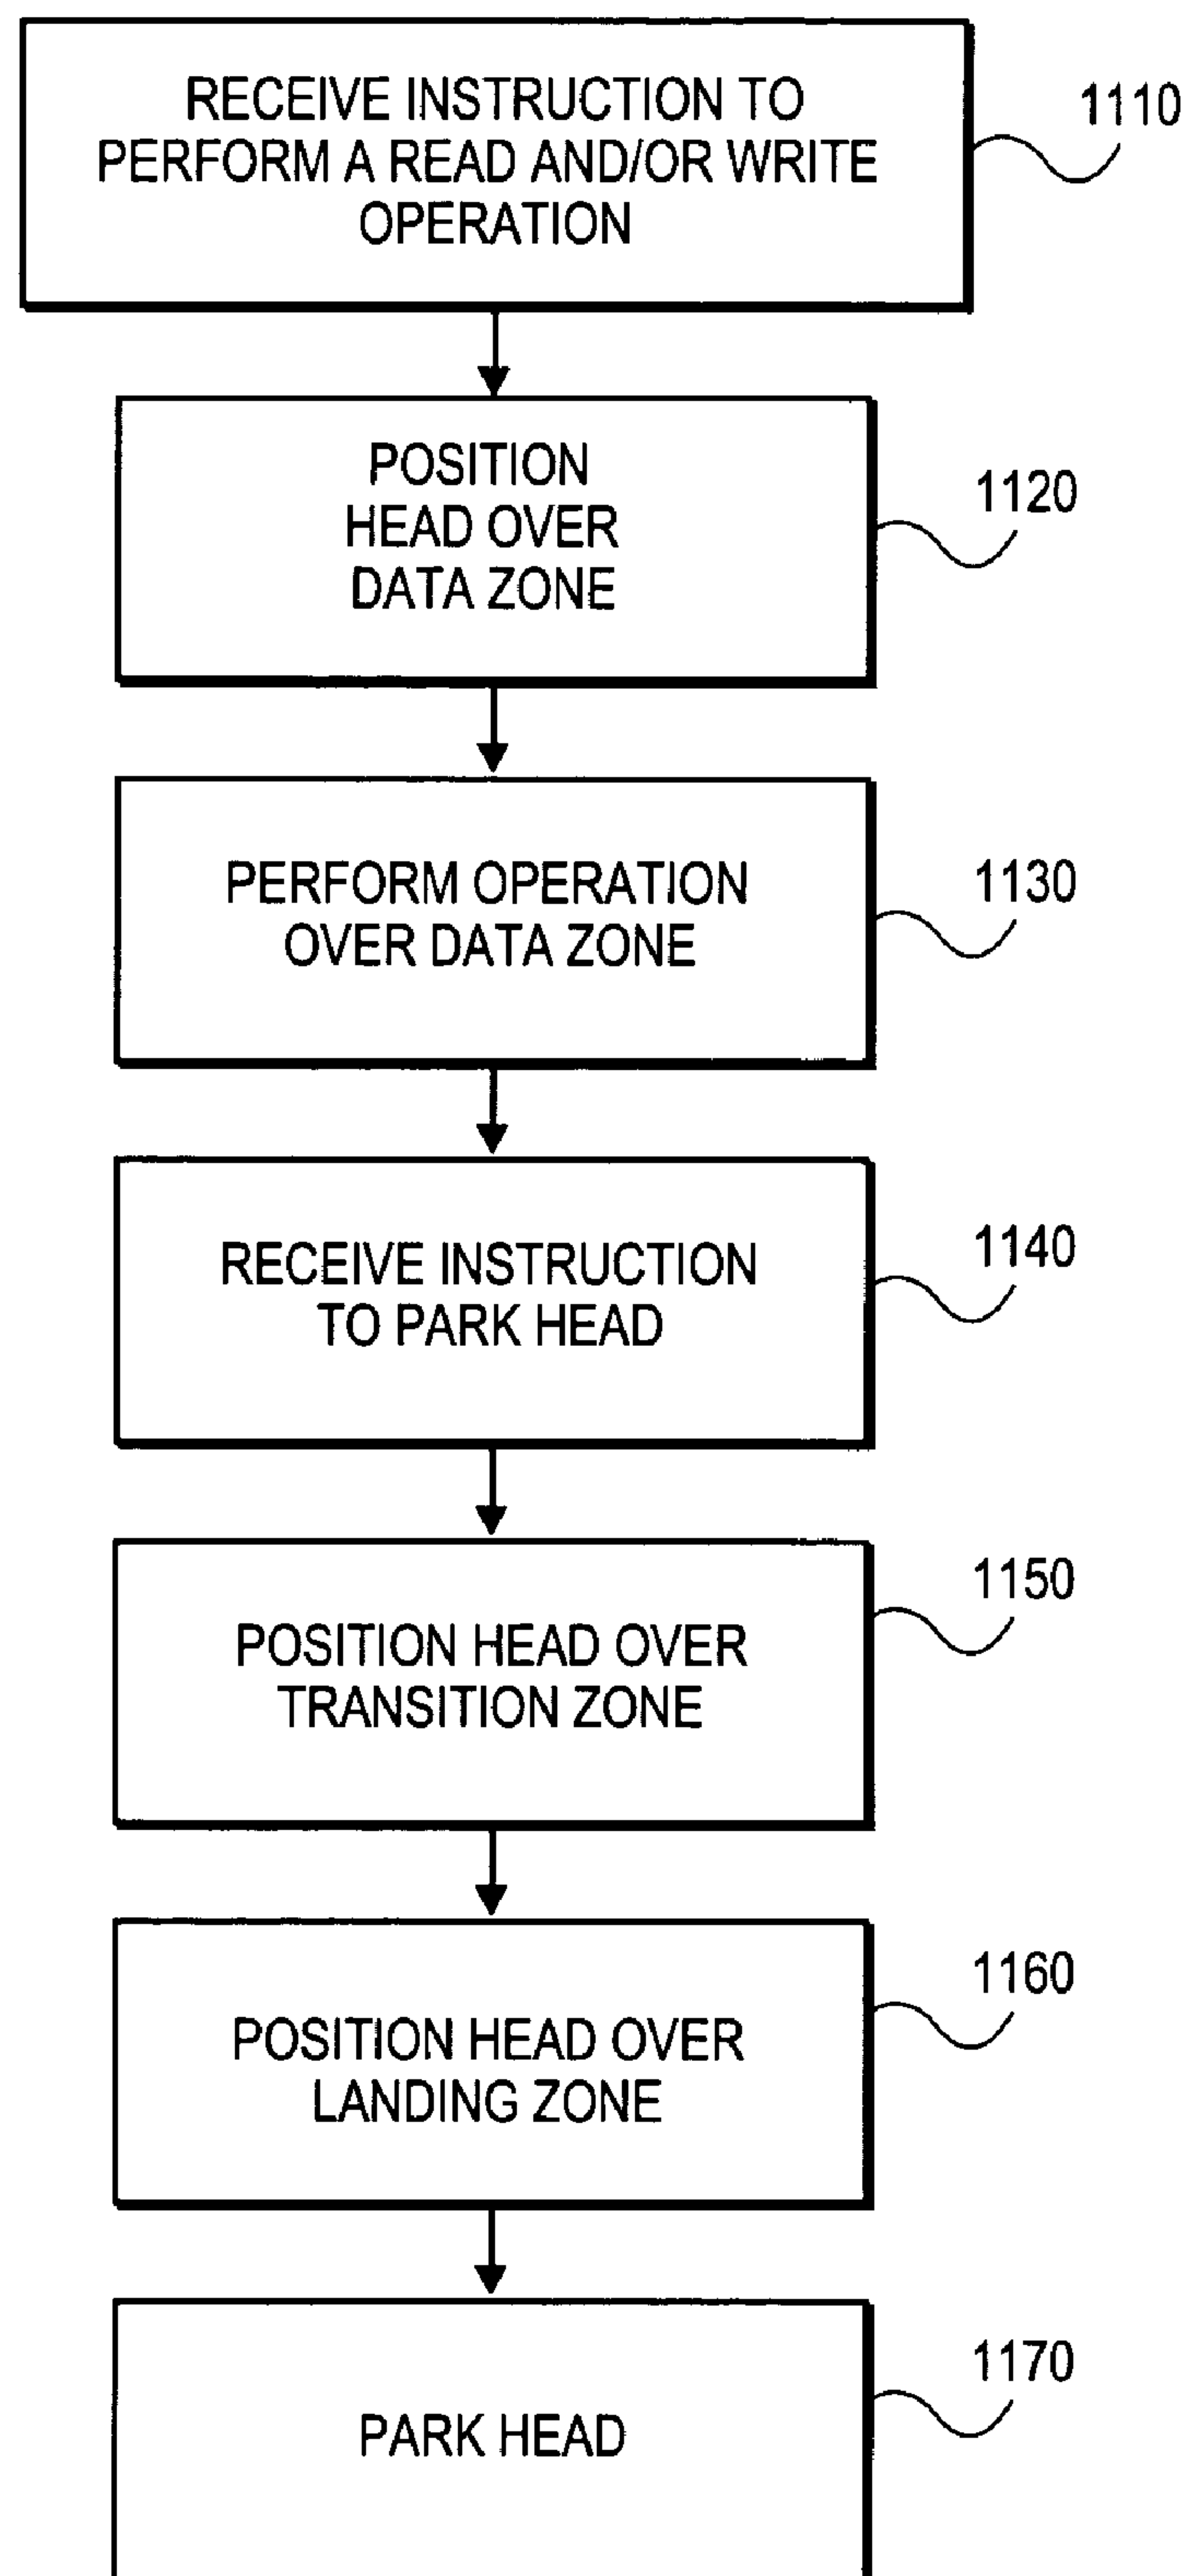 RECEIVE INSTRUCTION TO
PERFORM A READ AND/OR WRITE
OPERATION
1110
POSITION
HEAD OVER
DATA ZONE
1120
PERFORM OPERATION
OVER DATA ZONE
1130
RECEIVE INSTRUCTION
TO PARK HEAD
1140
POSITION HEAD OVER
TRANSITION ZONE
1150
POSITION HEAD OVER
LANDING ZONE
1160
PARK HEAD
1170